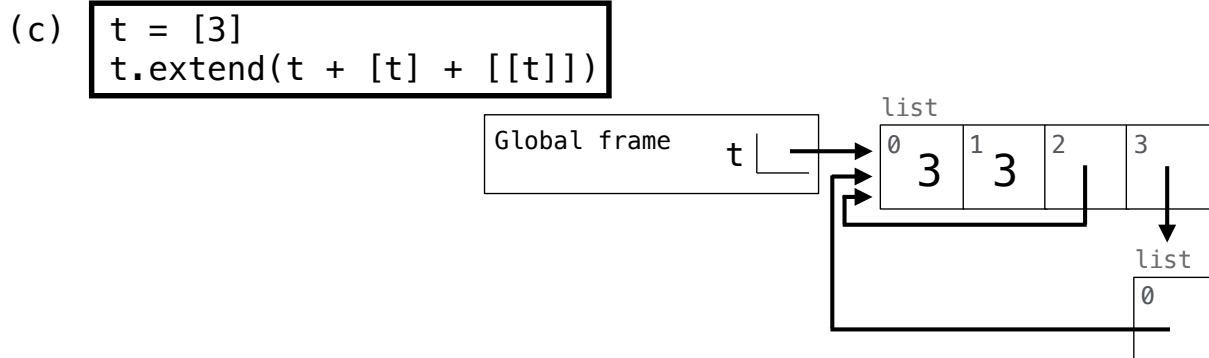 (c) t = [3]
t.extend(t + [t] + [[t]])
list
Global frame t 0 3 1 3 2 3
list
0